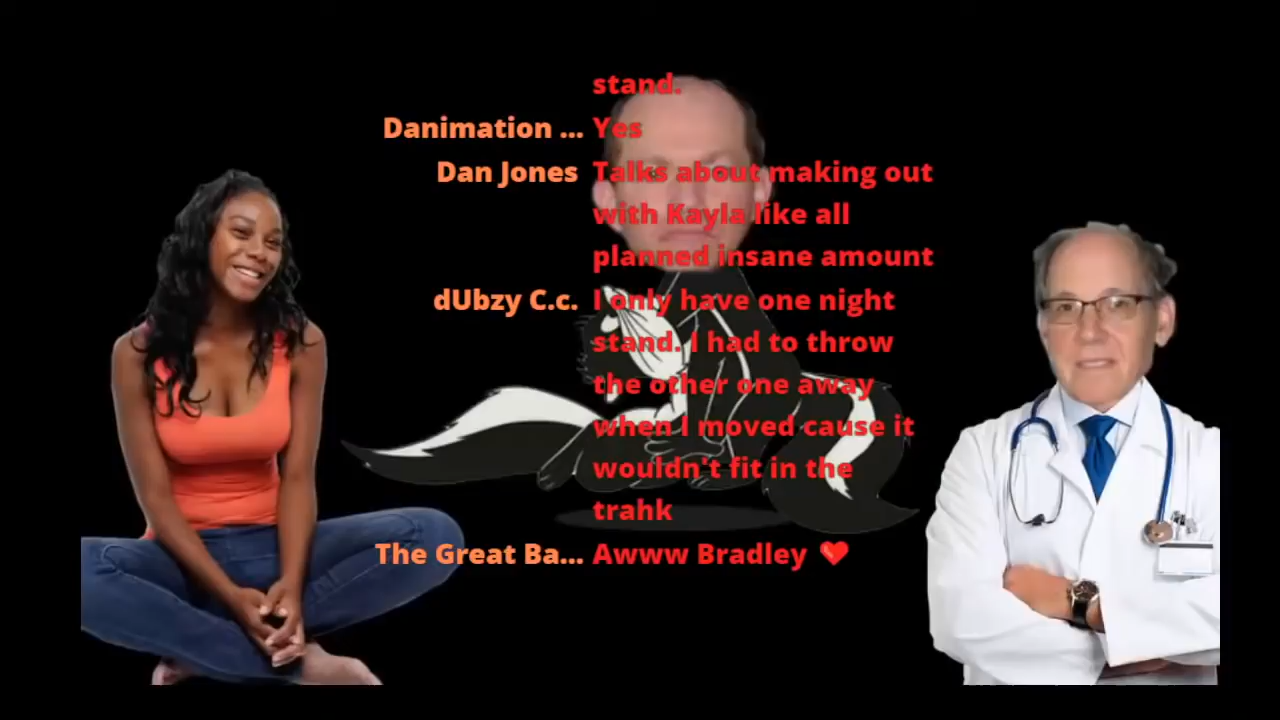 stand.
Danimation ... Yes
Dan Jones Talks about making out
with Kayla like all
planned insane amount
dUbzy C.c. I only have one night
stand. I had to throw
the other one away
when I moved cause it
wouldn't fit in the
trahk
The Great Ba... Awww Bradley ❤